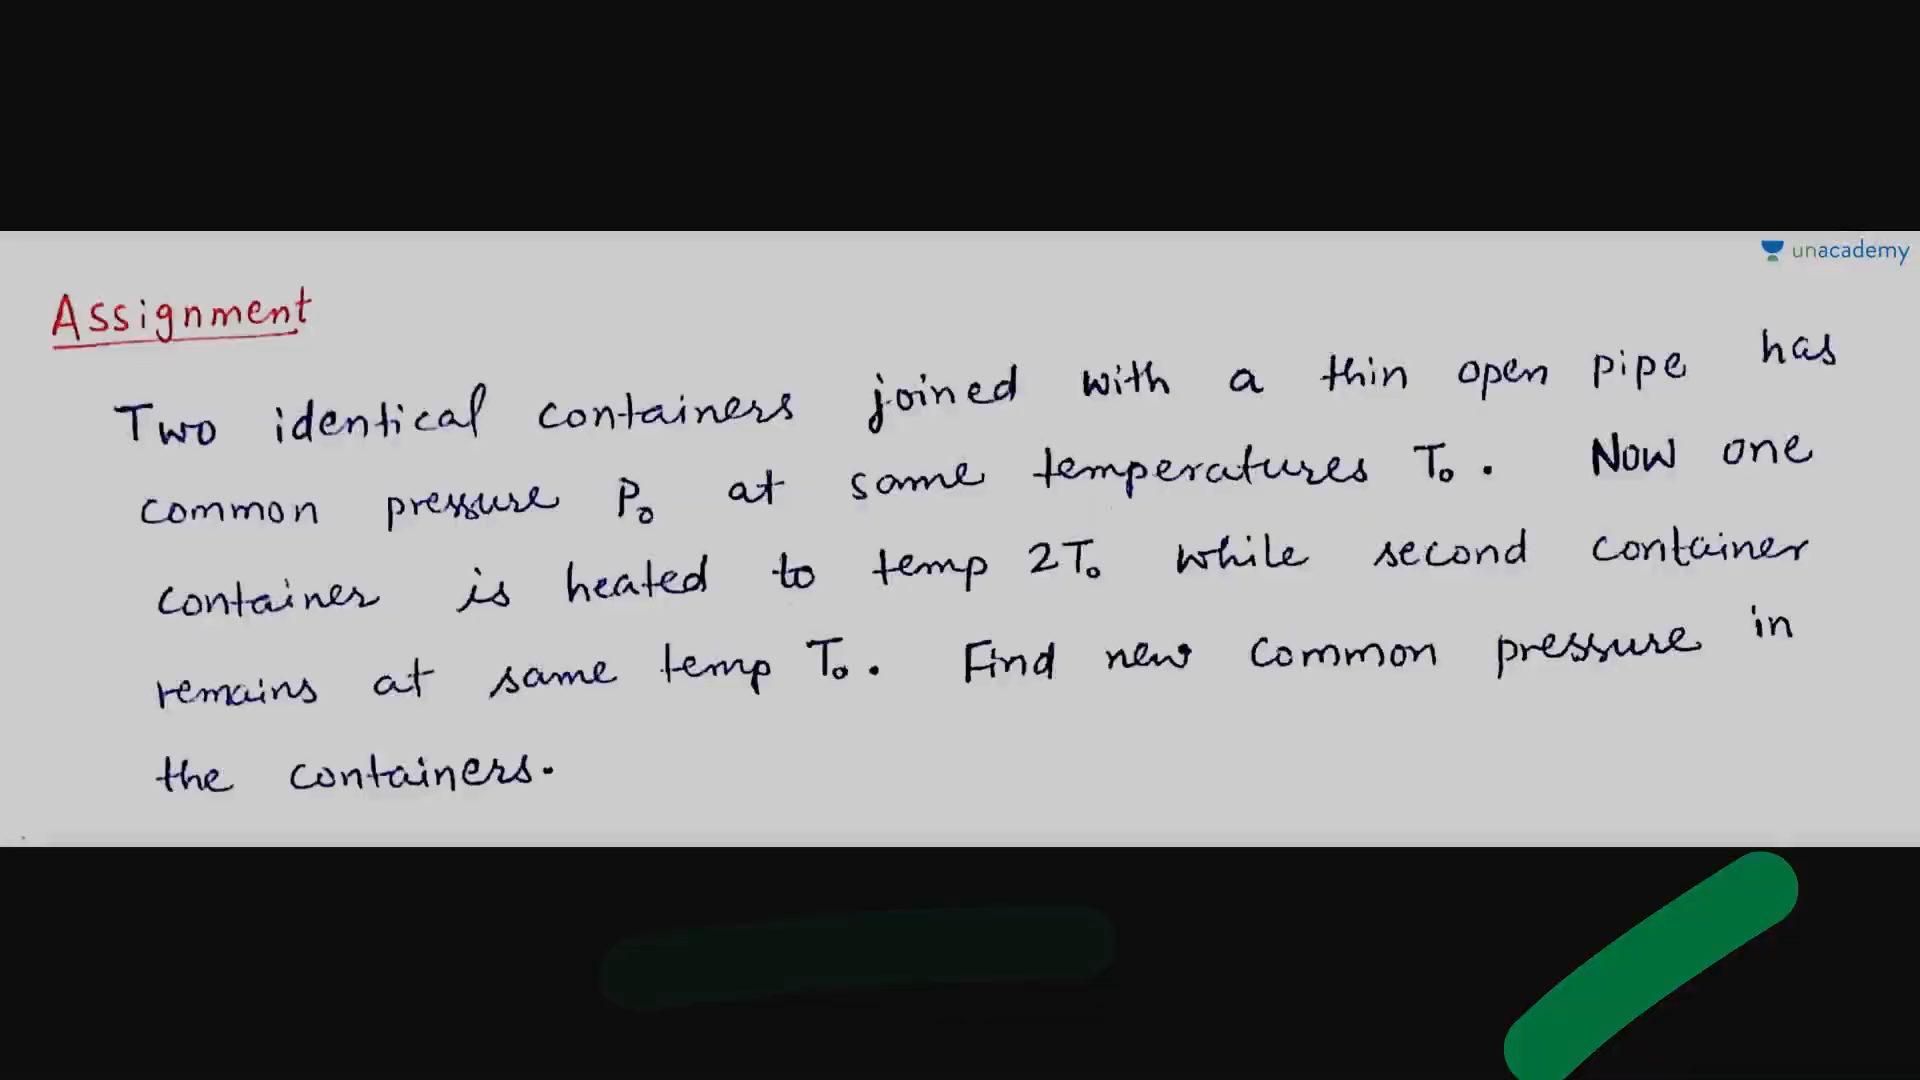 unacademy
Assignment
Two identical containers joined with a thin open pipe has
common pressure P₀ at same temperatures T₀. Now one
container is heated to temp 2T₀ while second container
remains at same temp T₀. Find new common pressure in
the containers.